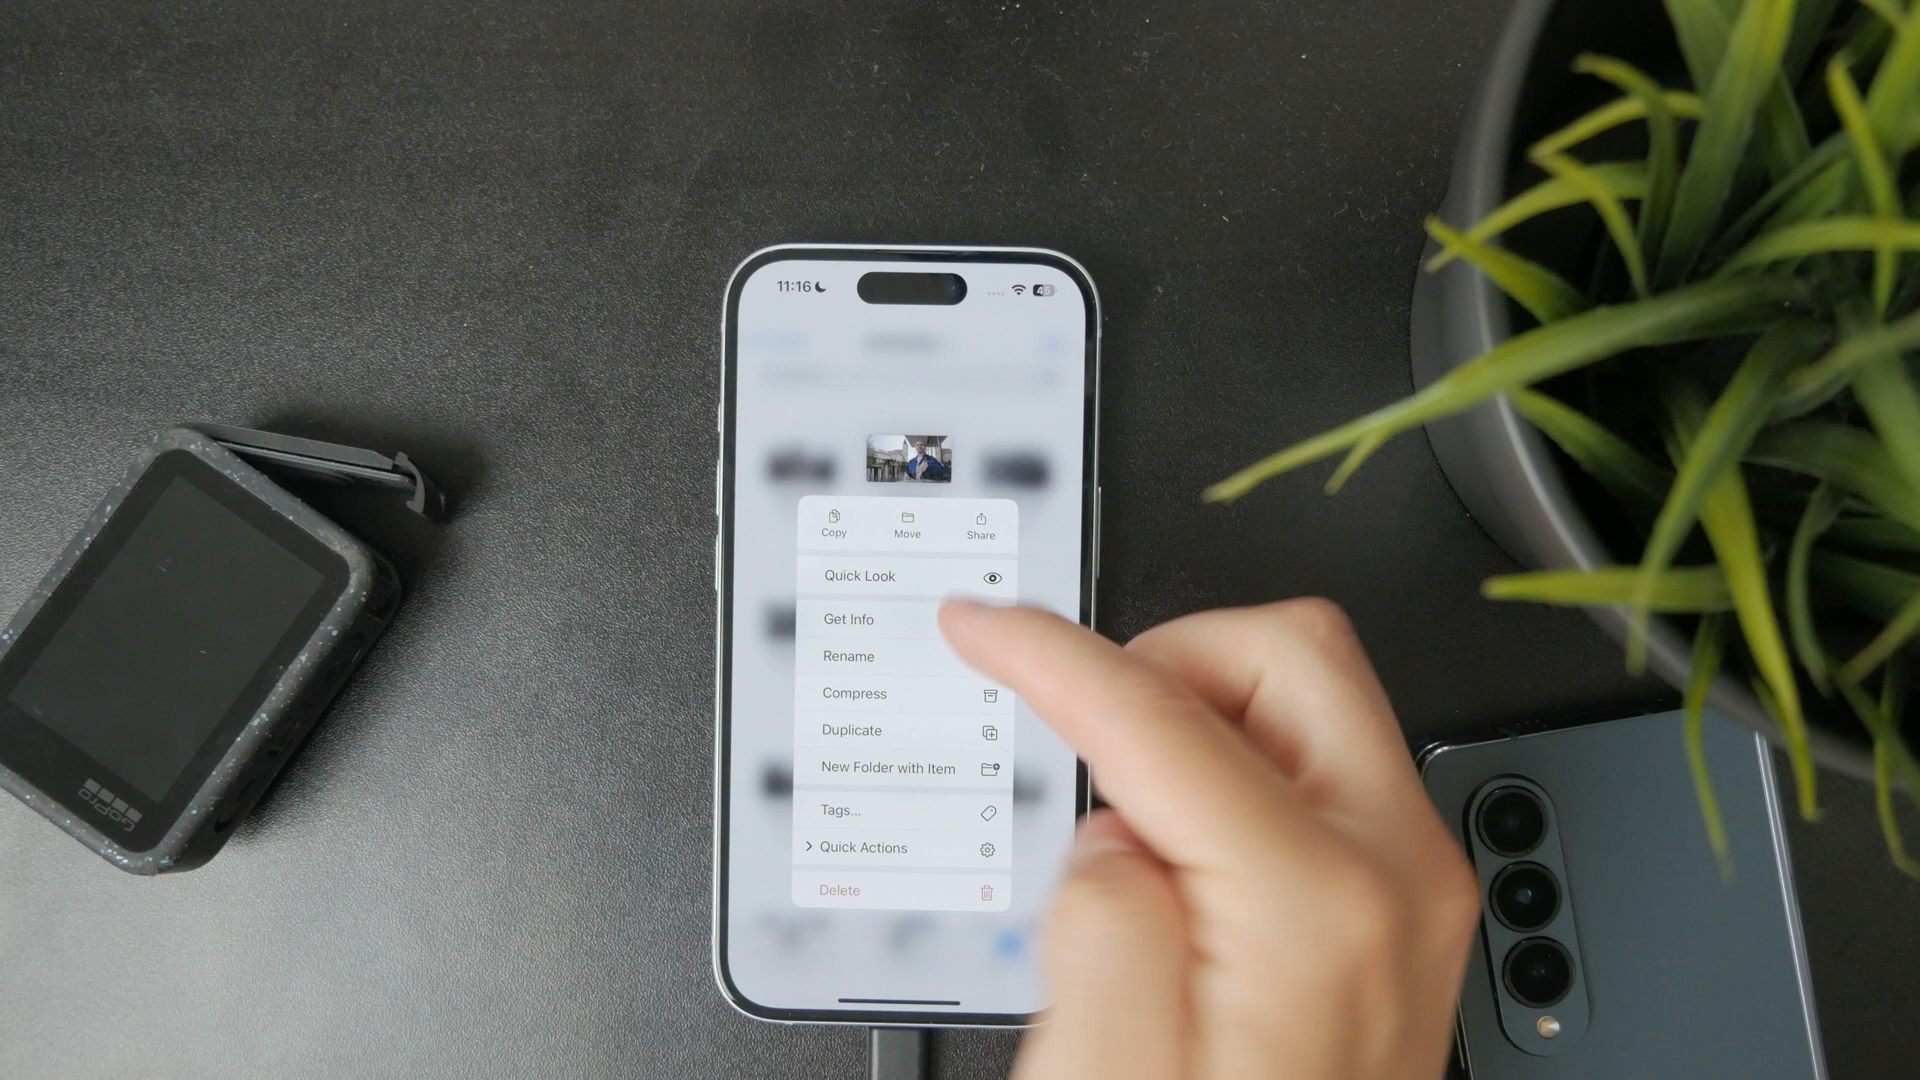 11:16
45
Copy
Move
Share
Quick Look
Get Info
Rename
Compress
Duplicate
New Folder with Item
Tags...
Quick Actions
Delete
GoPro